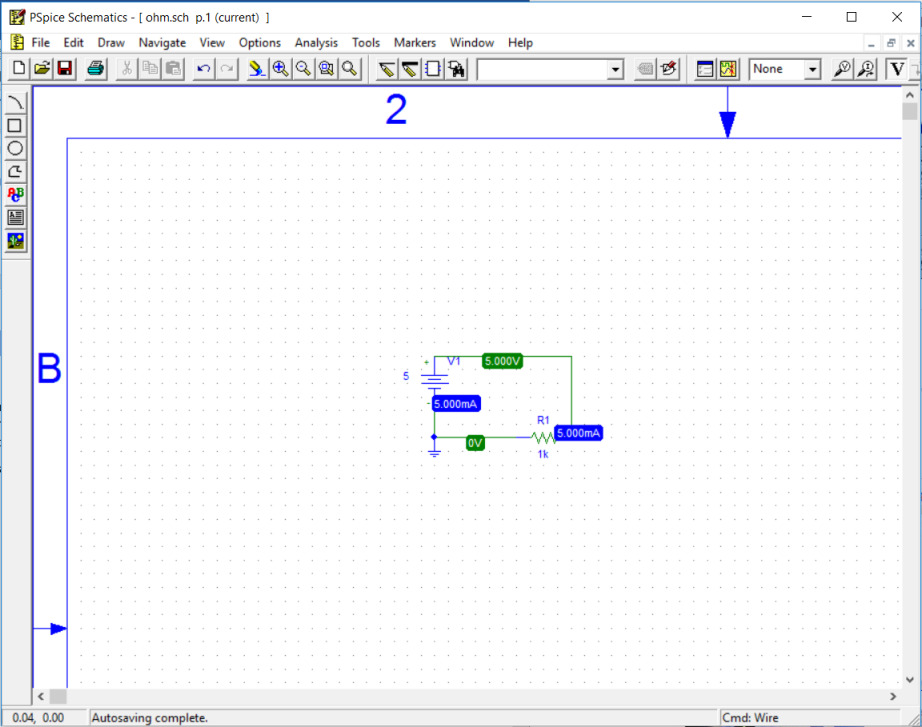 PSpice Schematics - [ ohm.sch  p.1 (current)  ]
File Edit Draw Navigate View Options Analysis Tools Markers Window Help
None V
ABC
2
B
+ V1 5.000V
5
- 5.000mA
R1
5.000mA
0V
1k
0.04, 0.00 Autosaving complete. Cmd: Wire